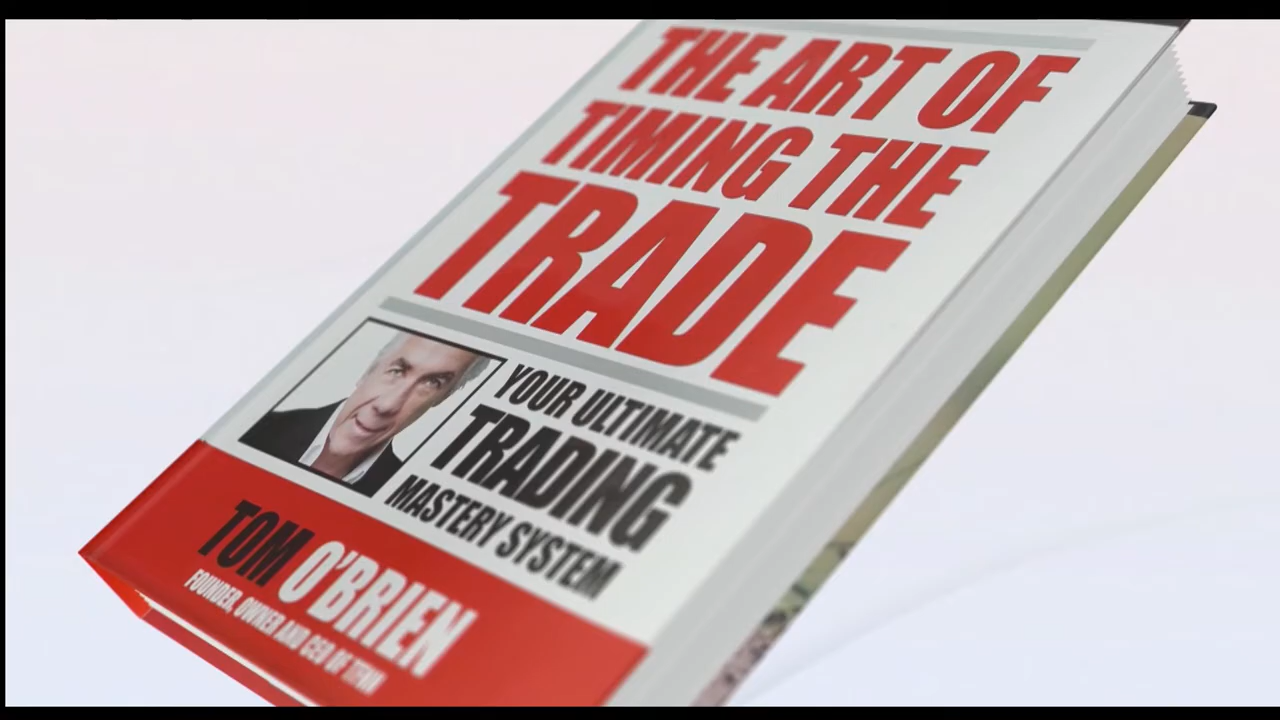 THE ART OF
TIMING THE
TRADE
YOUR ULTIMATE
TRADING
MASTERY SYSTEM
TOM O'BRIEN
FOUNDER, OWNER AND CEO OF TFNN